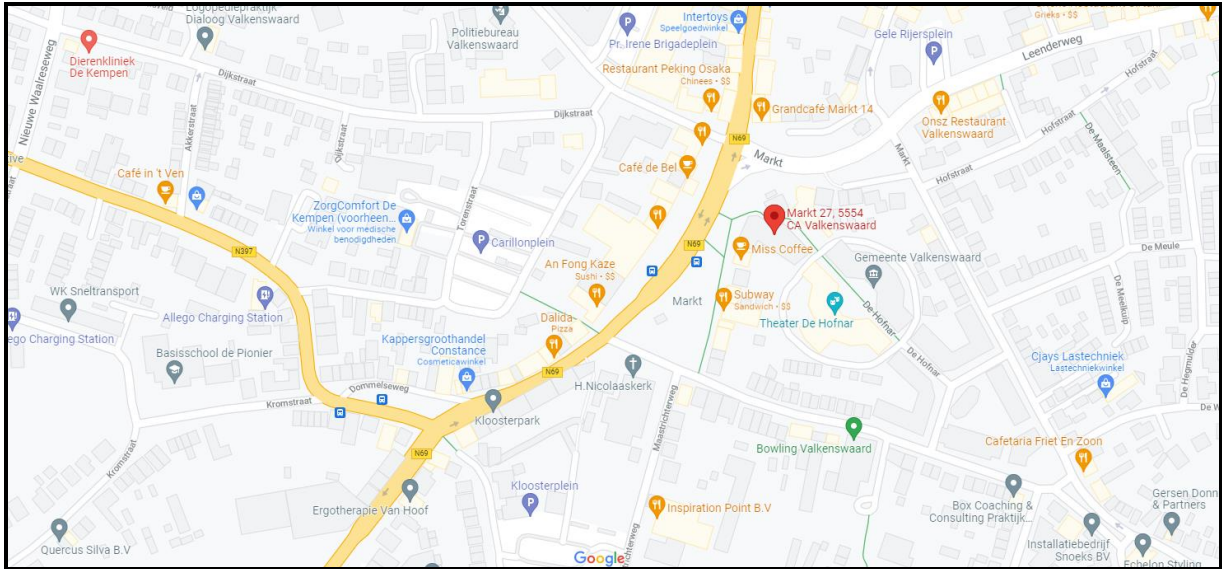 Logopediepraktijk
Dialoog Valkenswaard
Politiebureau
Valkenswaard
Pr. Irene Brigadeplein
Intertoys
Speelgoedwinkel
Grieks • $$
Gele Rijersplein
Leenderweg
Hofstraat
Dierenkliniek
De Kempen
Dijkstraat
Nieuwe Waalreseweg
Akkerstraat
Dijkstraat
Dijkstraat
Restaurant Peking Osaka
Chinees • $$
Grandcafé Markt 14
Onsz Restaurant
Valkenswaard
Hofstraat
De Maalsteen
N69
Markt
Markt
Hofstraat
Café de Bel
Café in 't Ven
ZorgComfort De
Kempen (voorheen...
Winkel voor medische
benodigdheden
Torenstraat
Carillonplein
Markt 27, 5554
CA Valkenswaard
Miss Coffee
Gemeente Valkenswaard
De Meule
N397
N69
An Fong Kaze
Sushi • $$
WK Sneltransport
Allego Charging Station
Markt
Subway
Sandwich • $$
Theater De Hofnar
De Hofnar
De Hofnar
De Meelkuip
De Hegmulder
ego Charging Station
Basisschool de Pionier
Dalida
Pizza
Kappersgroothandel
Constance
Cosmeticawinkel
N69
H.Nicolaaskerk
Cjays Lastechniek
Lastechniekwinkel
Dommelseweg
Kromstraat
Kromstraat
Kloosterpark
Maastrichterweg
Bowling Valkenswaard
De W
N69
Cafetaria Friet En Zoon
Kloosterplein
Ergotherapie Van Hoof
Inspiration Point B.V
Box Coaching &
Consulting Praktijk...
Gersen Donn
& Partners
Quercus Silva B.V
Google
trichterweg
Installatiebedrijf
Snoeks BV
Echelon Styling